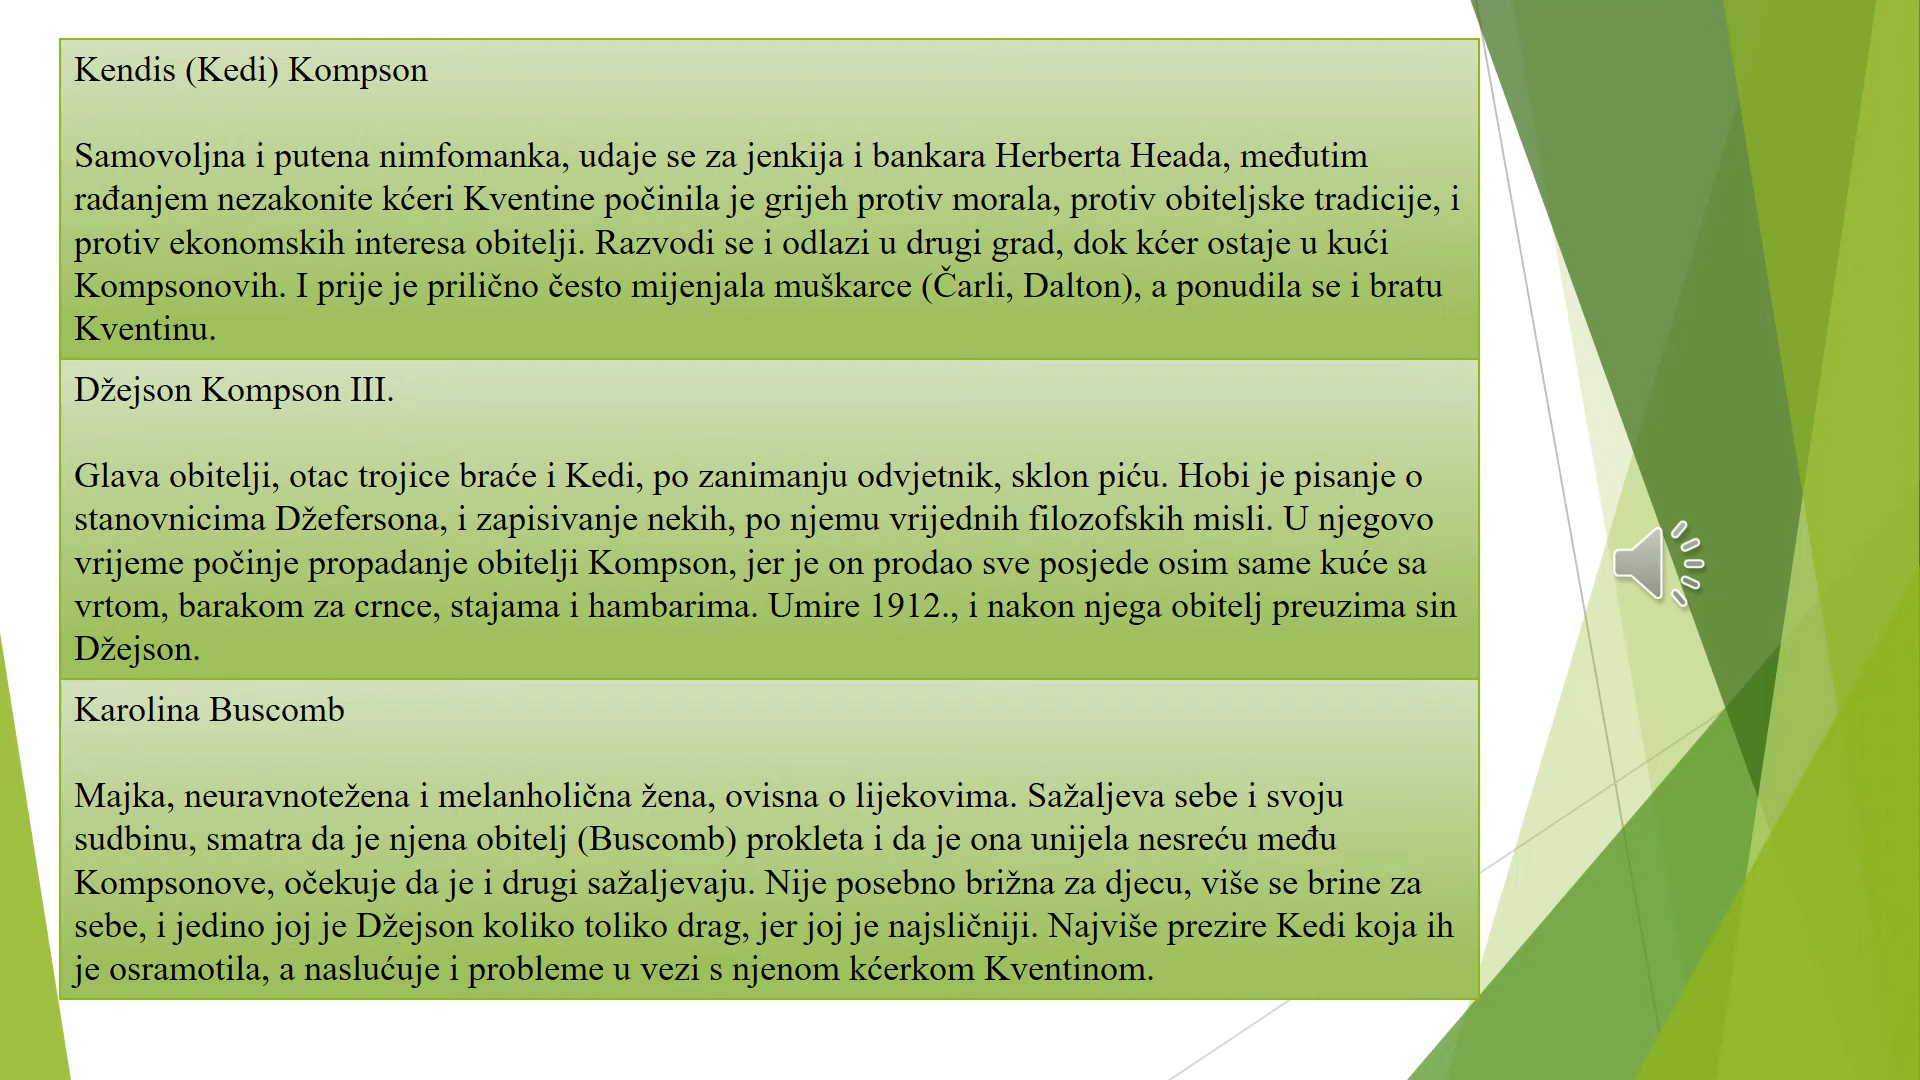 Kendis (Kedi) Kompson
Samovoljna i putena nimfomanka, udaje se za jenkija i bankara Herberta Heada, međutim
rađanjem nezakonite kćeri Kventine počinila je grijeh protiv morala, protiv obiteljske tradicije, i
protiv ekonomskih interesa obitelji. Razvodi se i odlazi u drugi grad, dok kćer ostaje u kući
Kompsonovih. I prije je prilično često mijenjala muškarce (Čarli, Dalton), a ponudila se i bratu
Kventinu.
Džejson Kompson III.
Glava obitelji, otac trojice braće i Kedi, po zanimanju odvjetnik, sklon piću. Hobi je pisanje o
stanovnicima Džefersona, i zapisivanje nekih, po njemu vrijednih filozofskih misli. U njegovo
vrijeme počinje propadanje obitelji Kompson, jer je on prodao sve posjede osim same kuće sa
vrtom, barakom za crnce, stajama i hambarima. Umire 1912., i nakon njega obitelj preuzima sin
Džejson.
Karolina Buscomb
Majka, neuravnotežena i melanholična žena, ovisna o lijekovima. Sažaljeva sebe i svoju
sudbinu, smatra da je njena obitelj (Buscomb) prokleta i da je ona unijela nesreću među
Kompsonove, očekuje da je i drugi sažaljevaju. Nije posebno brižna za djecu, više se brine za
sebe, i jedino joj je Džejson koliko toliko drag, jer joj je najsličniji. Najviše prezire Kedi koja ih
je osramotila, a naslućuje i probleme u vezi s njenom kćerkom Kventinom.